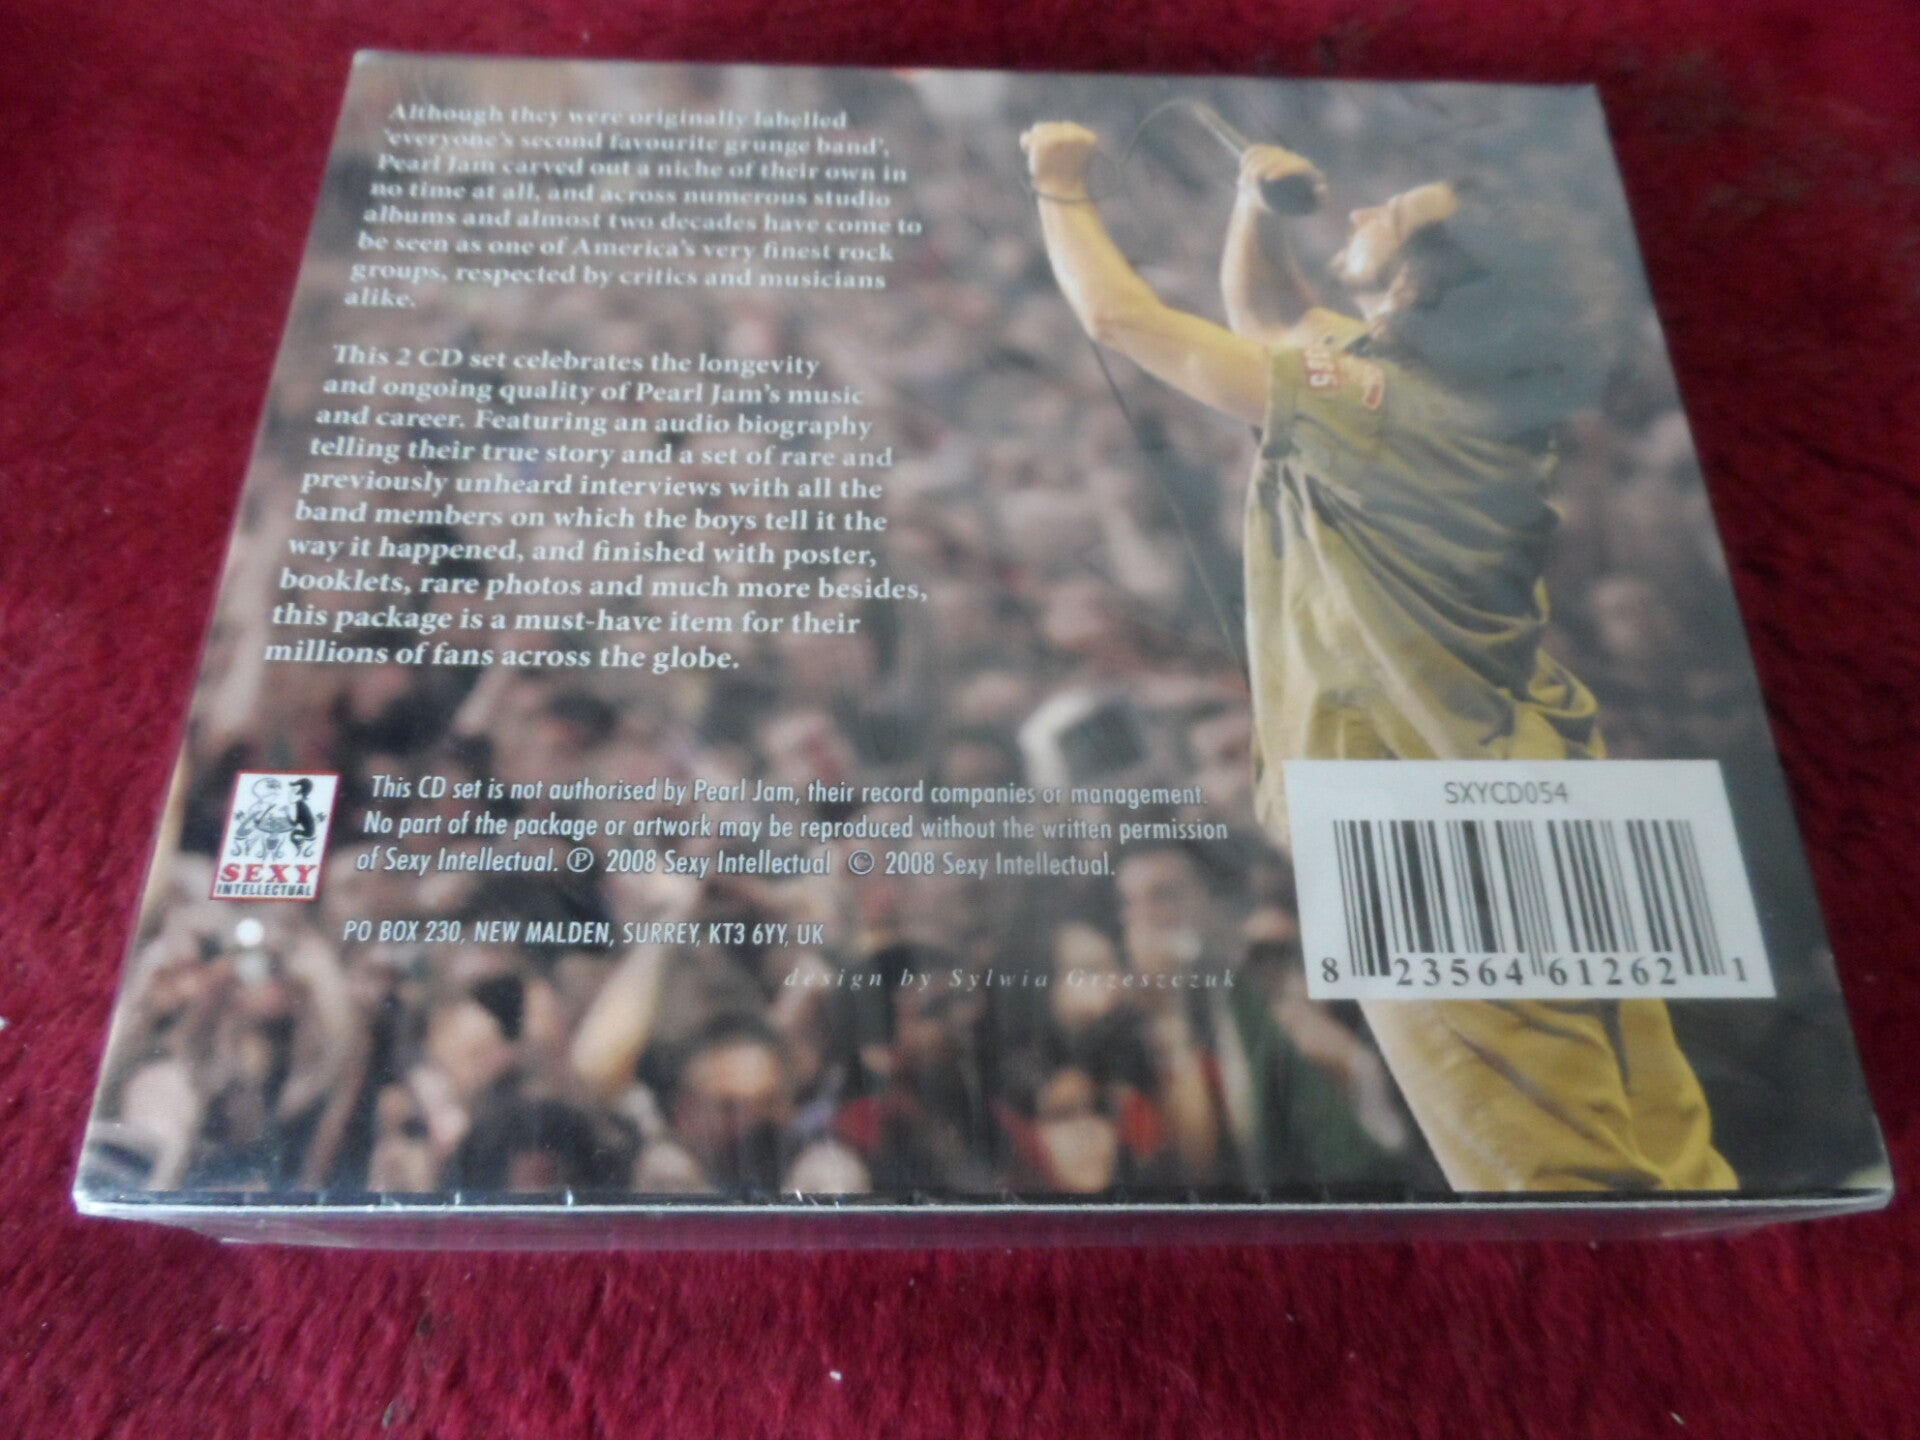 Although they were originally labelled
'everyone's second favourite grunge band',
Pearl Jam carved out a niche of their own in
no time at all, and across numerous studio
albums and almost two decades have come to
be seen as one of America's very finest rock
groups, respected by critics and musicians
alike.
This 2 CD set celebrates the longevity
and ongoing quality of Pearl Jam's music
and career. Featuring an audio biography
telling their true story and a set of rare and
previously unheard interviews with all the
band members on which the boys tell it the
way it happened, and finished with poster,
booklets, rare photos and much more besides,
this package is a must-have item for their
millions of fans across the globe.
SEXY
INTELLECTUAL
This CD set is not authorised by Pearl Jam, their record companies or management.
No part of the package or artwork may be reproduced without the written permission
of Sexy Intellectual. ℗ 2008 Sexy Intellectual © 2008 Sexy Intellectual.
PO BOX 230, NEW MALDEN, SURREY, KT3 6YY, UK
design by Sylwia Grzeszczuk
SXYCD054
8 23564 61262 1